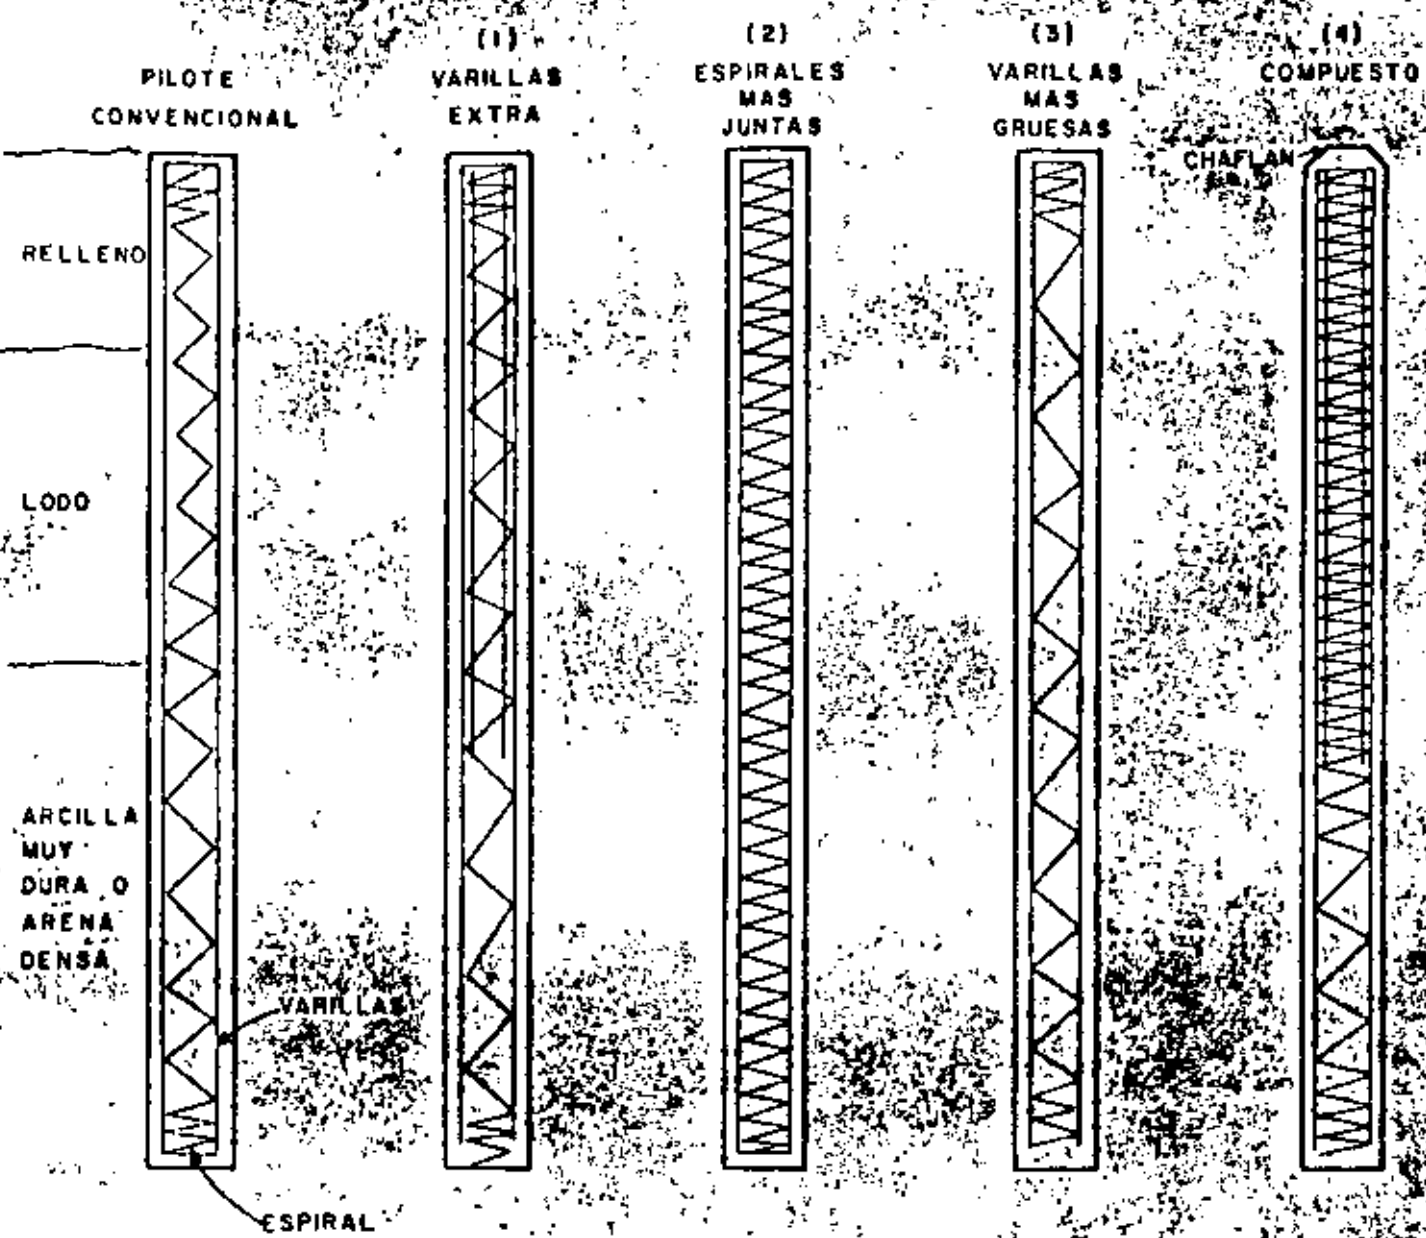 PILOTE
CONVENCIONAL
(1)
VARILLAS
EXTRA
(2)
ESPIRALES
MAS
JUNTAS
(3)
VARILLAS
MAS
GRUESAS
(4)
COMPUESTO
CHAFLAN
RELLENO
LODO
ARCILLA
MUY
DURA O
ARENA
DENSA
VARILLAS
ESPIRAL